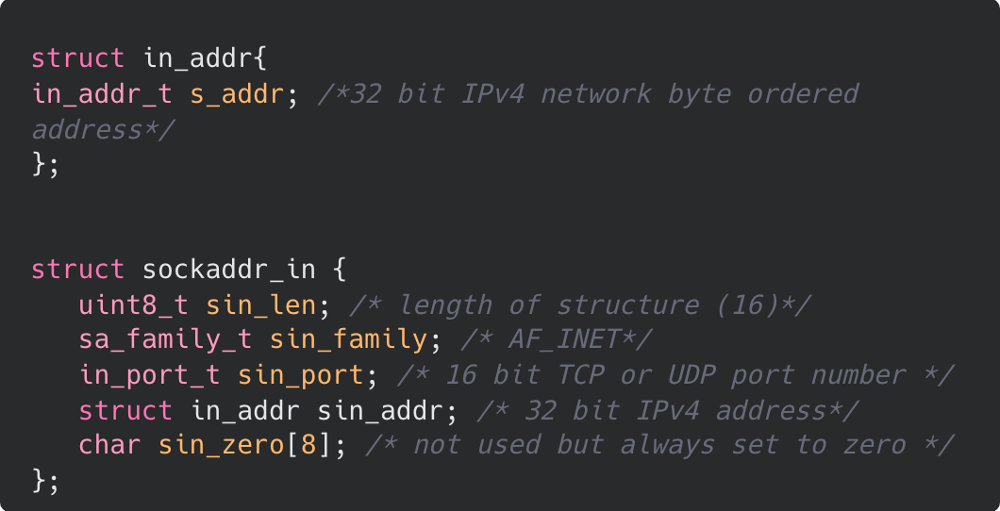 struct in_addr{
in_addr_t s_addr; /*32 bit IPv4 network byte ordered
address*/
};
struct sockaddr_in {
uint8_t sin_len; /* length of structure (16)*/
sa_family_t sin_family; /* AF_INET*/
in_port_t sin_port; /* 16 bit TCP or UDP port number */
struct in_addr sin_addr; /* 32 bit IPv4 address*/
char sin_zero[8]; /* not used but always set to zero */
};